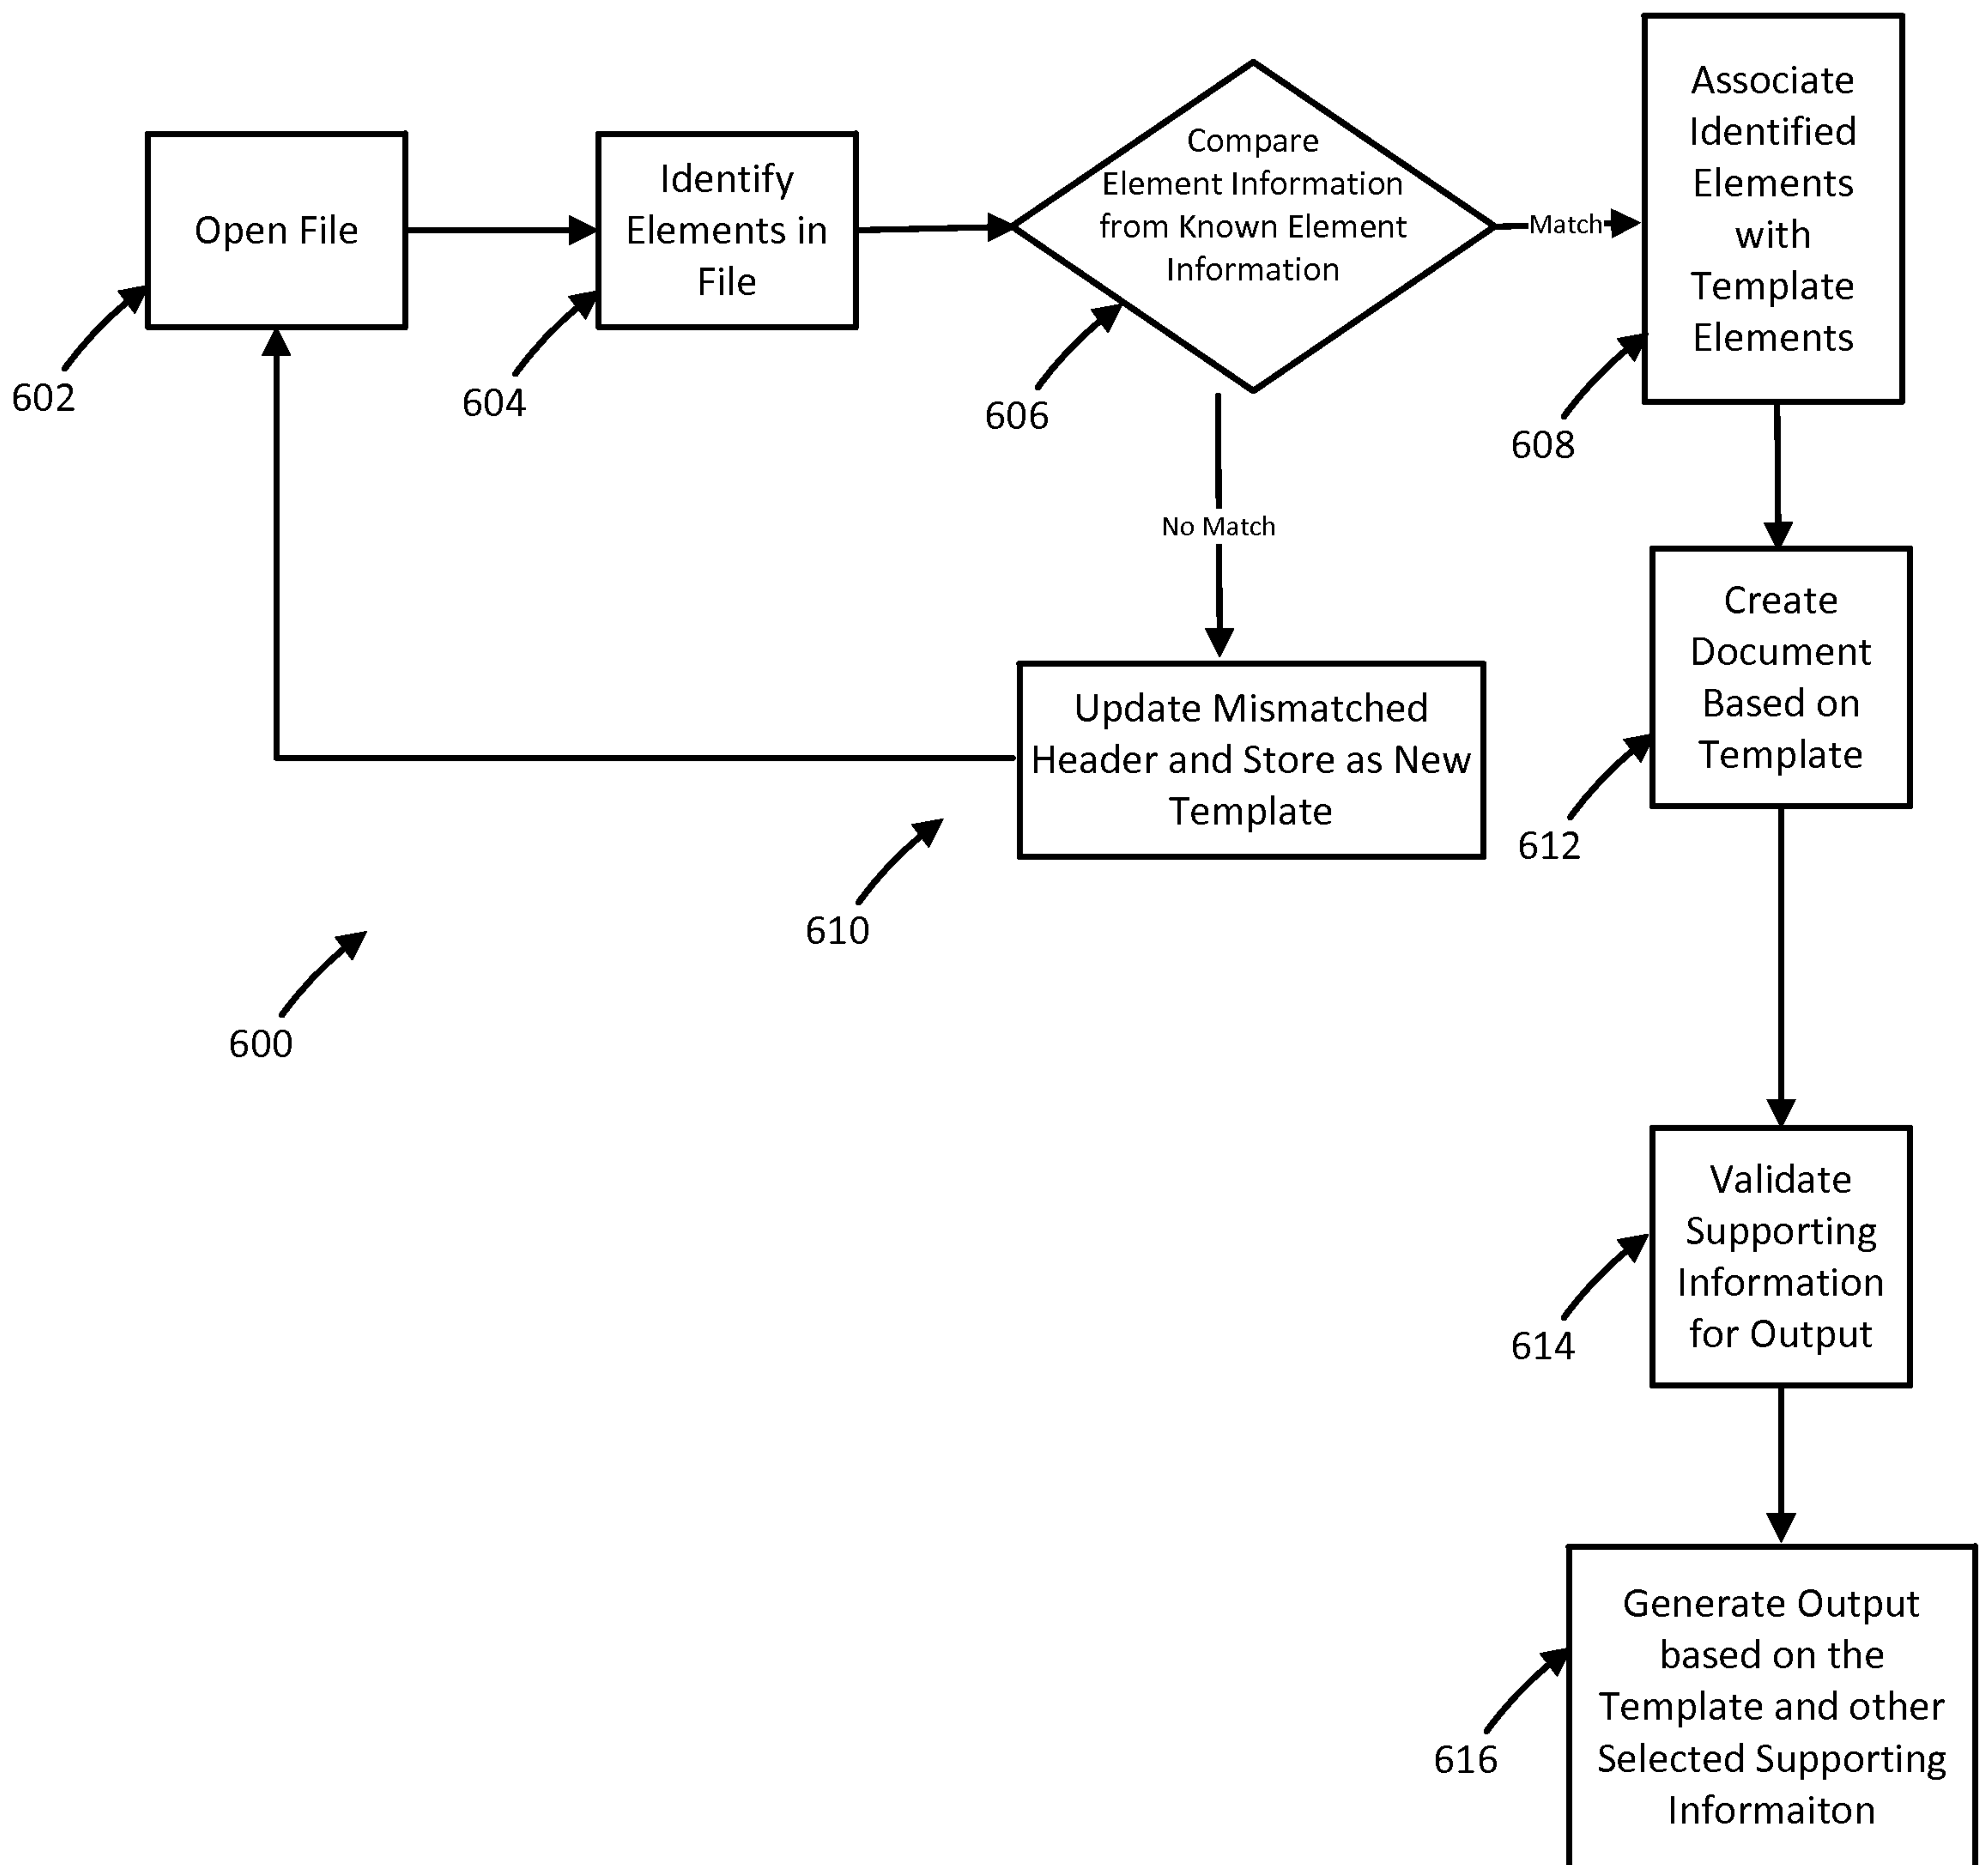 Open File
602
Identify
Elements in
File
604
Compare
Element Information
from Known Element
Information
606
Match
Associate
Identified
Elements
with
Template
Elements
608
No Match
Update Mismatched
Header and Store as New
Template
610
600
Create
Document
Based on
Template
612
Validate
Supporting
Information
for Output
614
Generate Output
based on the
Template and other
Selected Supporting
Informaiton
616